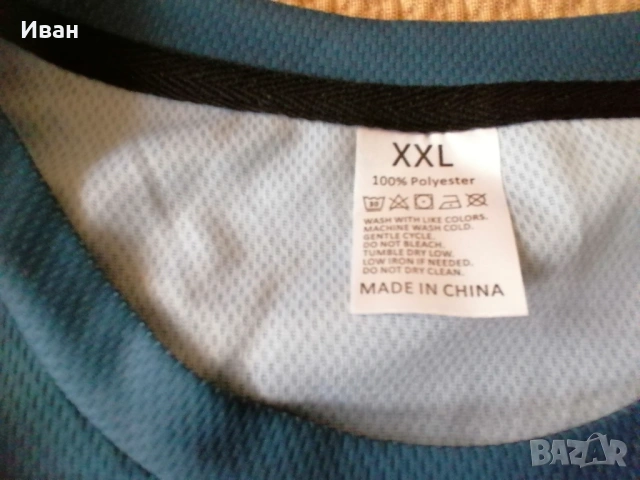 Иван
XXL
100% Polyester
WASH WITH LIKE COLORS.
MACHINE WASH COLD.
GENTLE CYCLE.
DO NOT BLEACH.
TUMBLE DRY LOW.
LOW IRON IF NEEDED.
DO NOT DRY CLEAN.
MADE IN CHINA
BAZAR